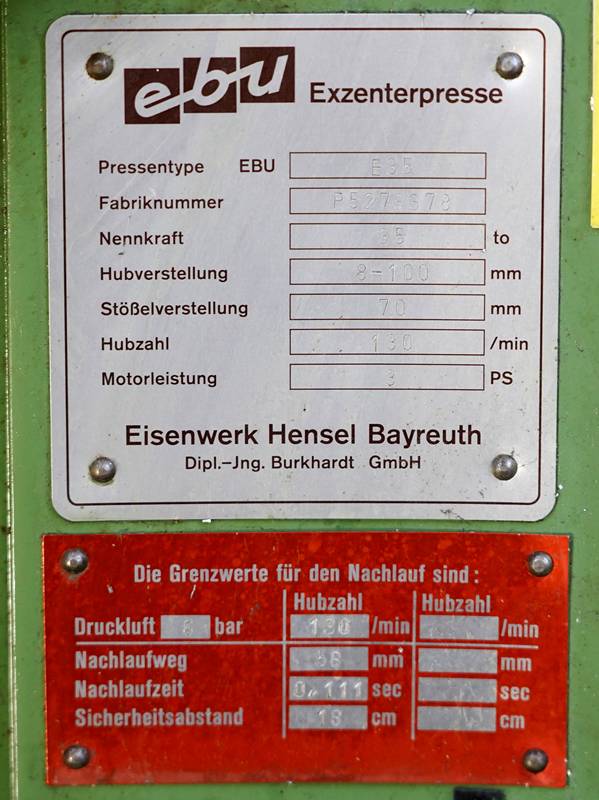 ebu Exzenterpresse
Pressentype EBU E35
Fabriknummer
Nennkraft 35 to
Hubverstellung 8-100 mm
Stößelverstellung 70 mm
Hubzahl 130 /min
Motorleistung 3 PS
Eisenwerk Hensel Bayreuth
Dipl.-Jng. Burkhardt GmbH
Die Grenzwerte für den Nachlauf sind:
Hubzahl Hubzahl
Druckluft bar 130 /min /min
Nachlaufweg mm mm
Nachlaufzeit 0,111 sec sec
Sicherheitsabstand 18 cm cm